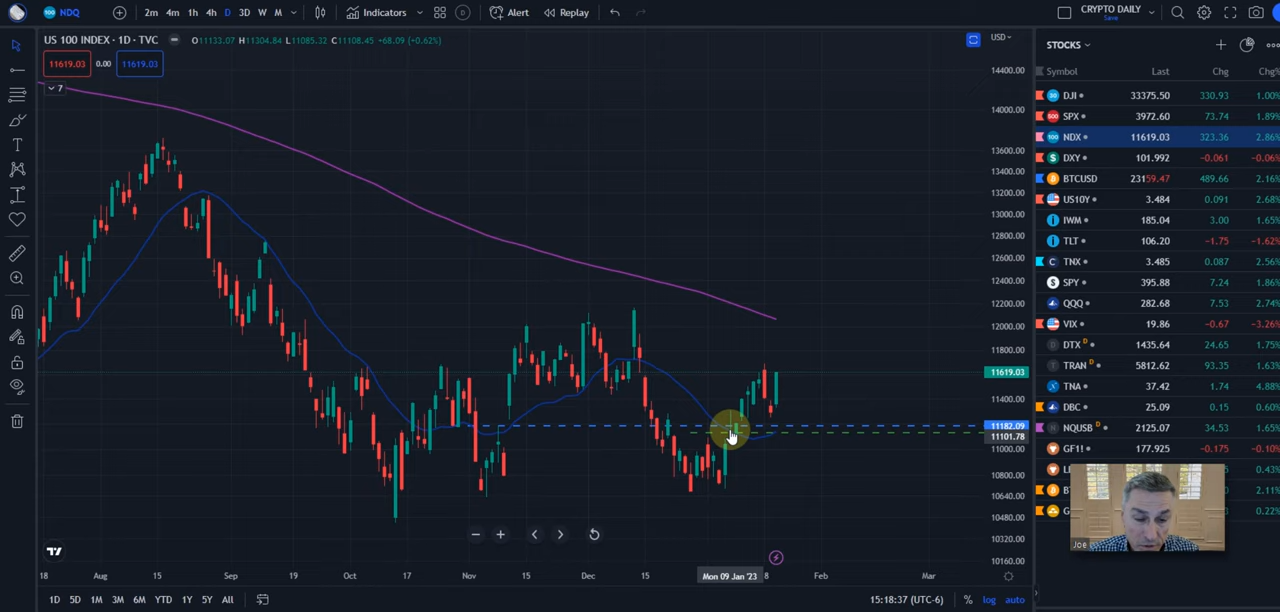 NDQ 2m 4m 1h 4h D 3D W M Indicators Alert Replay CRYPTO DAILY
Save
US 100 INDEX · 1D · TVC O11133.07 H11304.84 L11085.32 C11108.45 +68.09 (+0.62%)
11619.03 0.00 11619.03
7
USD
14400.00
14000.00
13600.00
13400.00
13200.00
13000.00
12800.00
12600.00
12400.00
12200.00
12000.00
11800.00
11619.03
11400.00
11182.09
11101.78
11000.00
10800.00
10640.00
10480.00
10320.00
10160.00
18 Aug 15 Sep 19 Oct 17 Nov 15 Dec 15 Mon 09 Jan '23 8 Feb Mar
1D 5D 1M 3M 6M YTD 1Y 5Y All 15:18:37 (UTC-6) % log auto
STOCKS
Symbol Last Chg Chg%
DJI 33375.50 330.93 1.00%
SPX 3972.60 73.74 1.89%
NDX 11619.03 323.36 2.86%
DXY 101.992 −0.061 −0.06%
BTCUSD 23159.47 489.66 2.16%
US10Y 3.484 0.091 2.68%
IWM 185.04 3.00 1.65%
TLT 106.20 −1.75 −1.62%
TNX 3.485 0.087 2.56%
SPY 395.88 7.24 1.86%
QQQ 282.68 7.53 2.74%
VIX 19.86 −0.67 −3.26%
DTX D 1435.64 24.65 1.75%
TRAN D 5812.62 93.35 1.63%
TNA 37.42 1.74 4.88%
DBC 25.09 0.15 0.60%
NQUSB D 2125.07 34.53 1.65%
GF1! 177.925 −0.175 −0.10%
0.43%
2.11%
0.22%
Joe